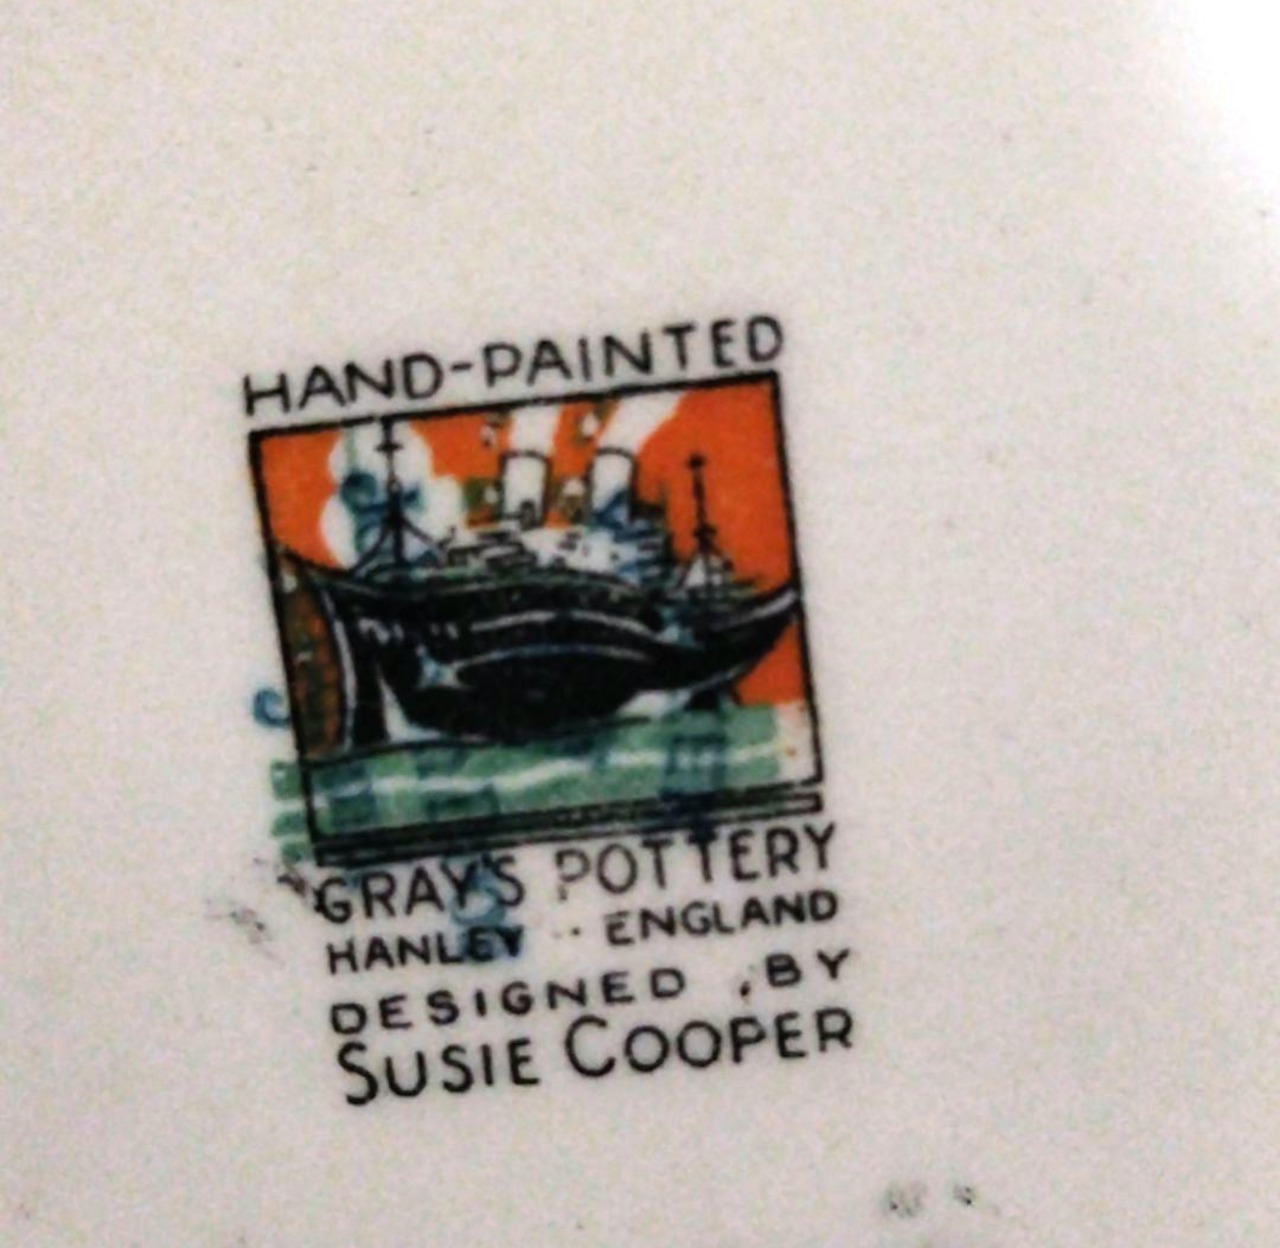 HAND-PAINTED
GRAY'S POTTERY
HANLEY ·· ENGLAND
DESIGNED . BY
SUSIE COOPER